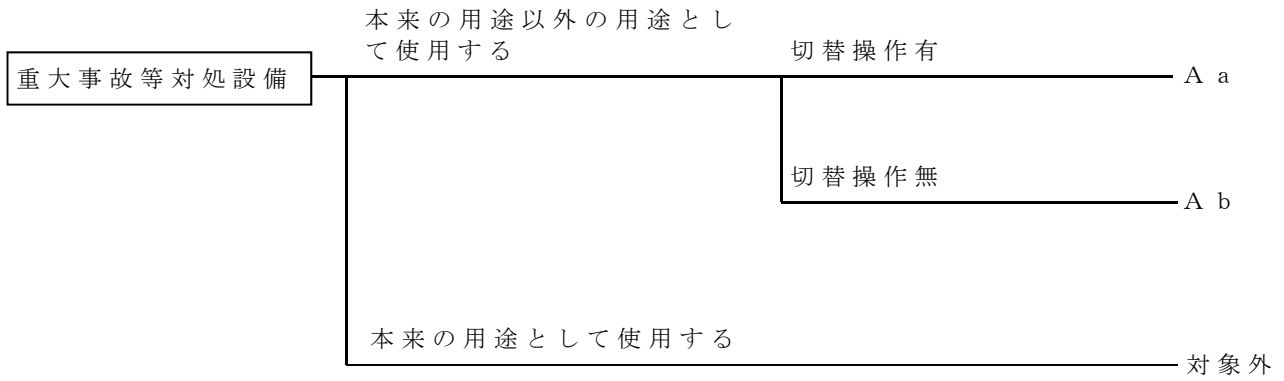 本来の用途以外の用途とし
て使用する
切替操作有
重大事故等対処設備
Ａａ
切替操作無
Ａｂ
本来の用途として使用する
対象外